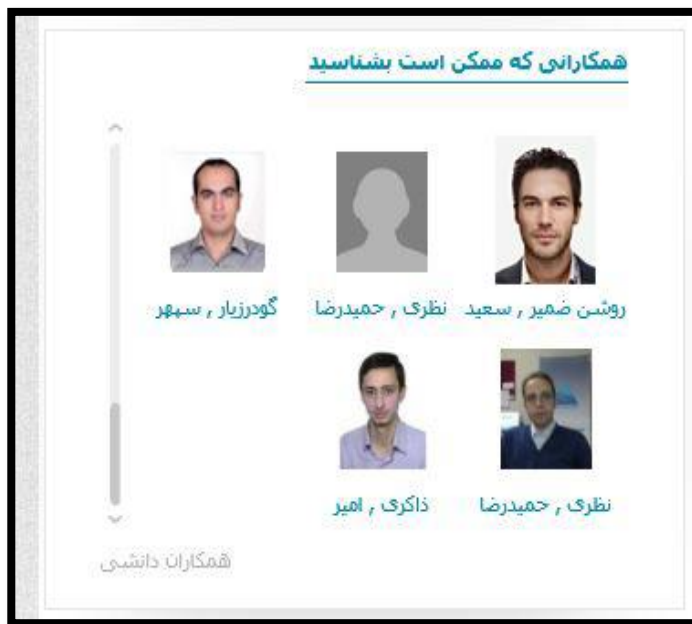 همکارانی که ممکن است بشناسید
روشن ضمیر , سعید
نظری , حمیدرضا
گودرزیار , سپهر
نظری , حمیدرضا
ذاکری , امیر
همکاران دانشی